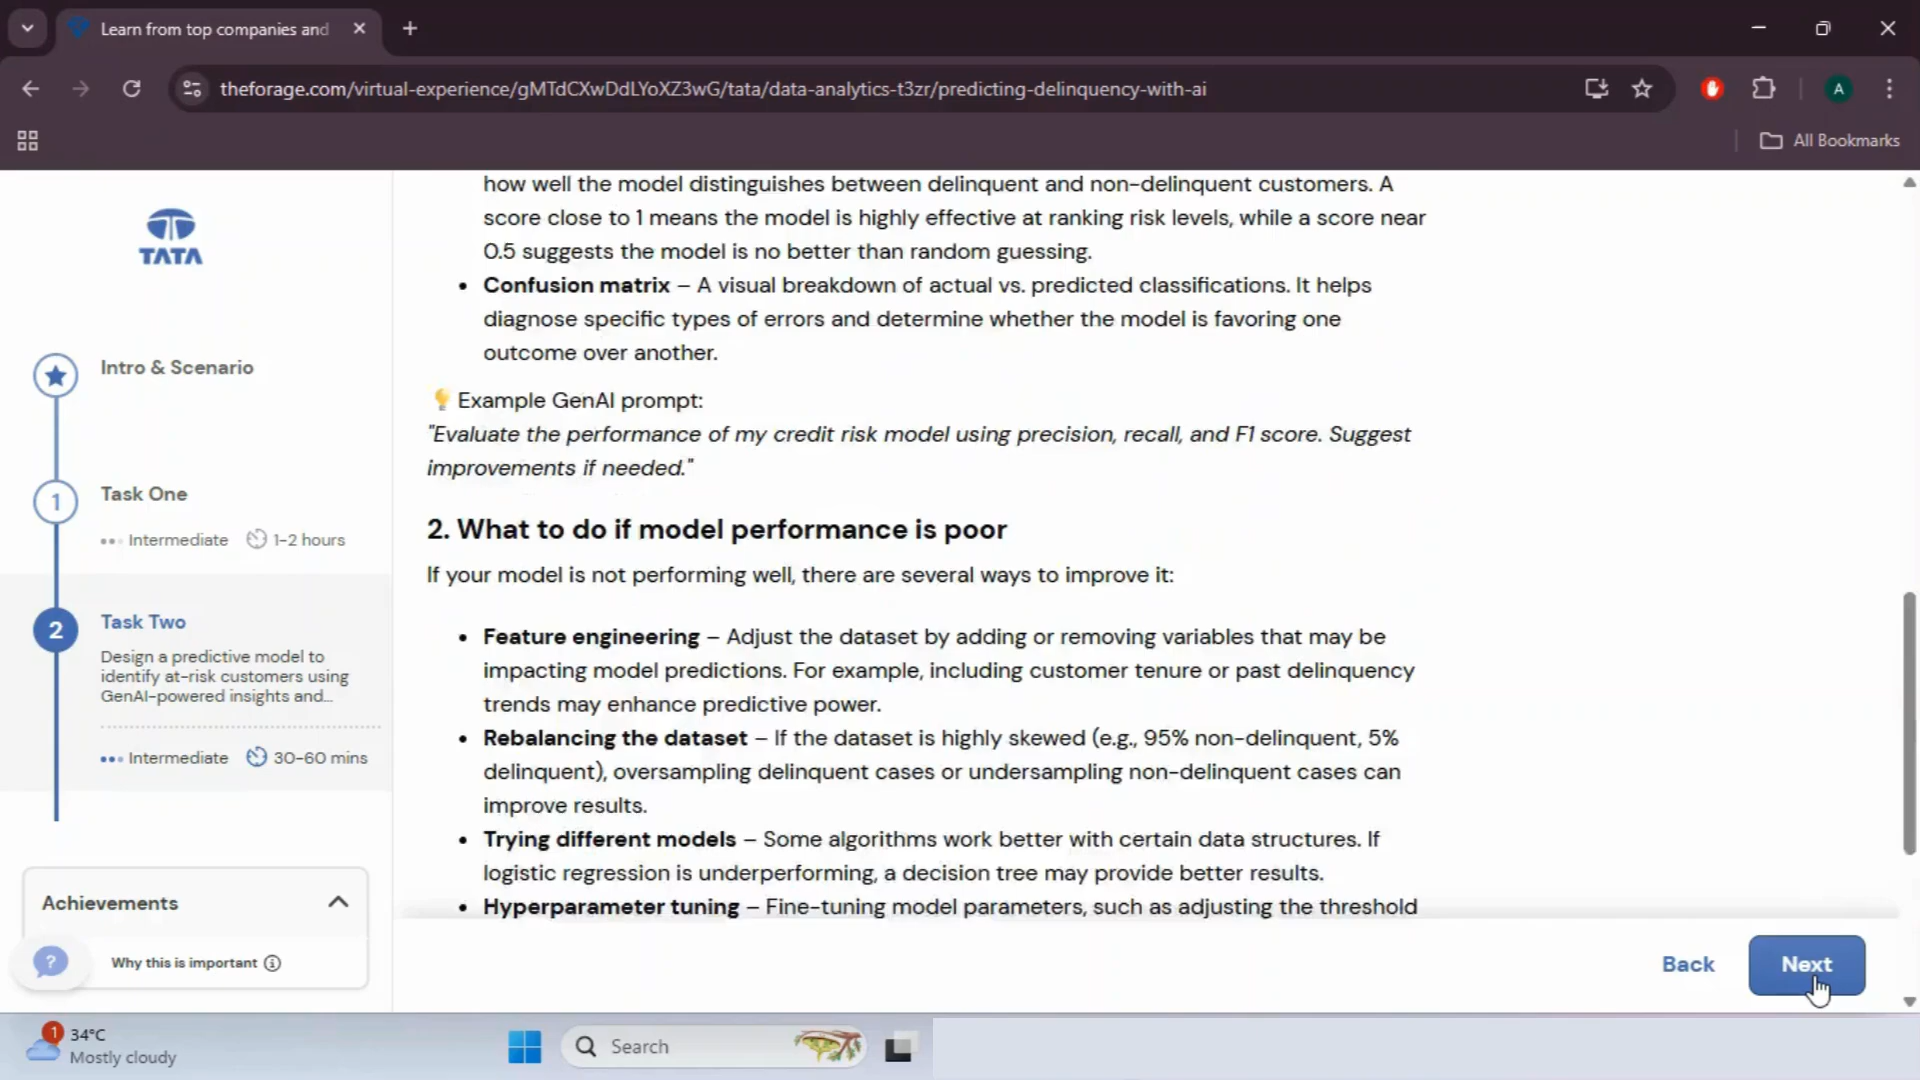 Learn from top companies and
theforage.com/virtual-experience/gMTdCXwDdLYoXZ3wG/tata/data-analytics-t3zr/predicting-delinquency-with-ai
A
All Bookmarks
TATA
Intro & Scenario
1
Task One
Intermediate 1-2 hours
2
Task Two
Design a predictive model to
identify at-risk customers using
GenAI-powered insights and...
Intermediate 30-60 mins
Achievements
Why this is important
?
how well the model distinguishes between delinquent and non-delinquent customers. A
score close to 1 means the model is highly effective at ranking risk levels, while a score near
0.5 suggests the model is no better than random guessing.
• Confusion matrix – A visual breakdown of actual vs. predicted classifications. It helps
diagnose specific types of errors and determine whether the model is favoring one
outcome over another.
💡 Example GenAI prompt:
"Evaluate the performance of my credit risk model using precision, recall, and F1 score. Suggest
improvements if needed."
2. What to do if model performance is poor
If your model is not performing well, there are several ways to improve it:
• Feature engineering – Adjust the dataset by adding or removing variables that may be
impacting model predictions. For example, including customer tenure or past delinquency
trends may enhance predictive power.
• Rebalancing the dataset – If the dataset is highly skewed (e.g., 95% non-delinquent, 5%
delinquent), oversampling delinquent cases or undersampling non-delinquent cases can
improve results.
• Trying different models – Some algorithms work better with certain data structures. If
logistic regression is underperforming, a decision tree may provide better results.
• Hyperparameter tuning – Fine-tuning model parameters, such as adjusting the threshold
Back
Next
1
34°C
Mostly cloudy
Search